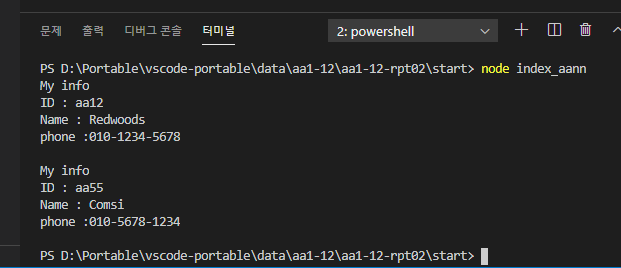 문제 출력 디버그 콘솔 터미널 2: powershell
PS D:\Portable\vscode-portable\data\aa1-12\aa1-12-rpt02\start> node index_aann
My info
ID : aa12
Name : Redwoods
phone :010-1234-5678
My info
ID : aa55
Name : Comsi
phone :010-5678-1234
PS D:\Portable\vscode-portable\data\aa1-12\aa1-12-rpt02\start>